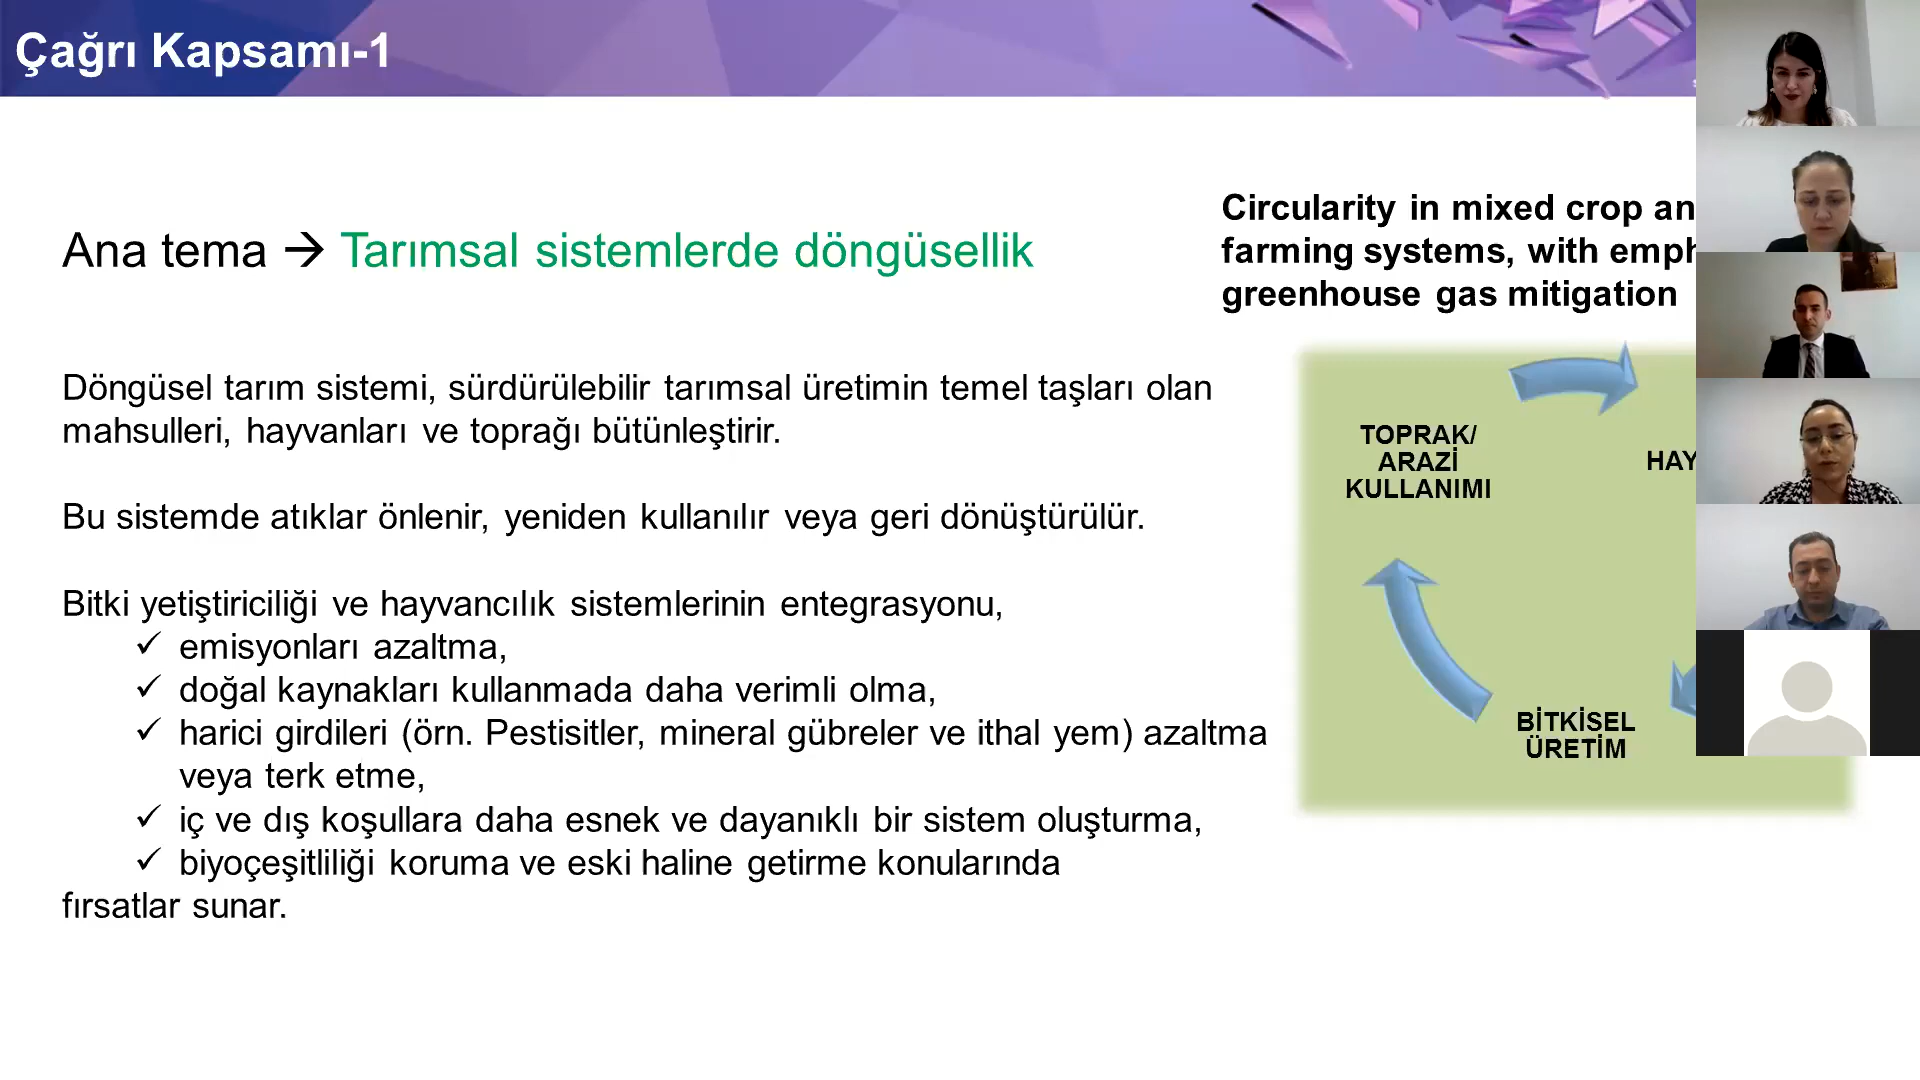 Çağrı Kapsamı-1
Ana tema → Tarımsal sistemlerde döngüsellik
Circularity in mixed crop
farming systems, with
greenhouse gas mitigation
Döngüsel tarım sistemi, sürdürülebilir tarımsal üretimin temel taşları olan
mahsulleri, hayvanları ve toprağı bütünleştirir.
Bu sistemde atıklar önlenir, yeniden kullanılır veya geri dönüştürülür.
Bitki yetiştiriciliği ve hayvancılık sistemlerinin entegrasyonu,
✓ emisyonları azaltma,
✓ doğal kaynakları kullanmada daha verimli olma,
✓ harici girdileri (örn. Pestisitler, mineral gübreler ve ithal yem) azaltma
veya terk etme,
✓ iç ve dış koşullara daha esnek ve dayanıklı bir sistem oluşturma,
✓ biyoçeşitliliği koruma ve eski haline getirme konularında
fırsatlar sunar.
TOPRAK/
ARAZİ
KULLANIMI
BİTKİSEL
ÜRETİM